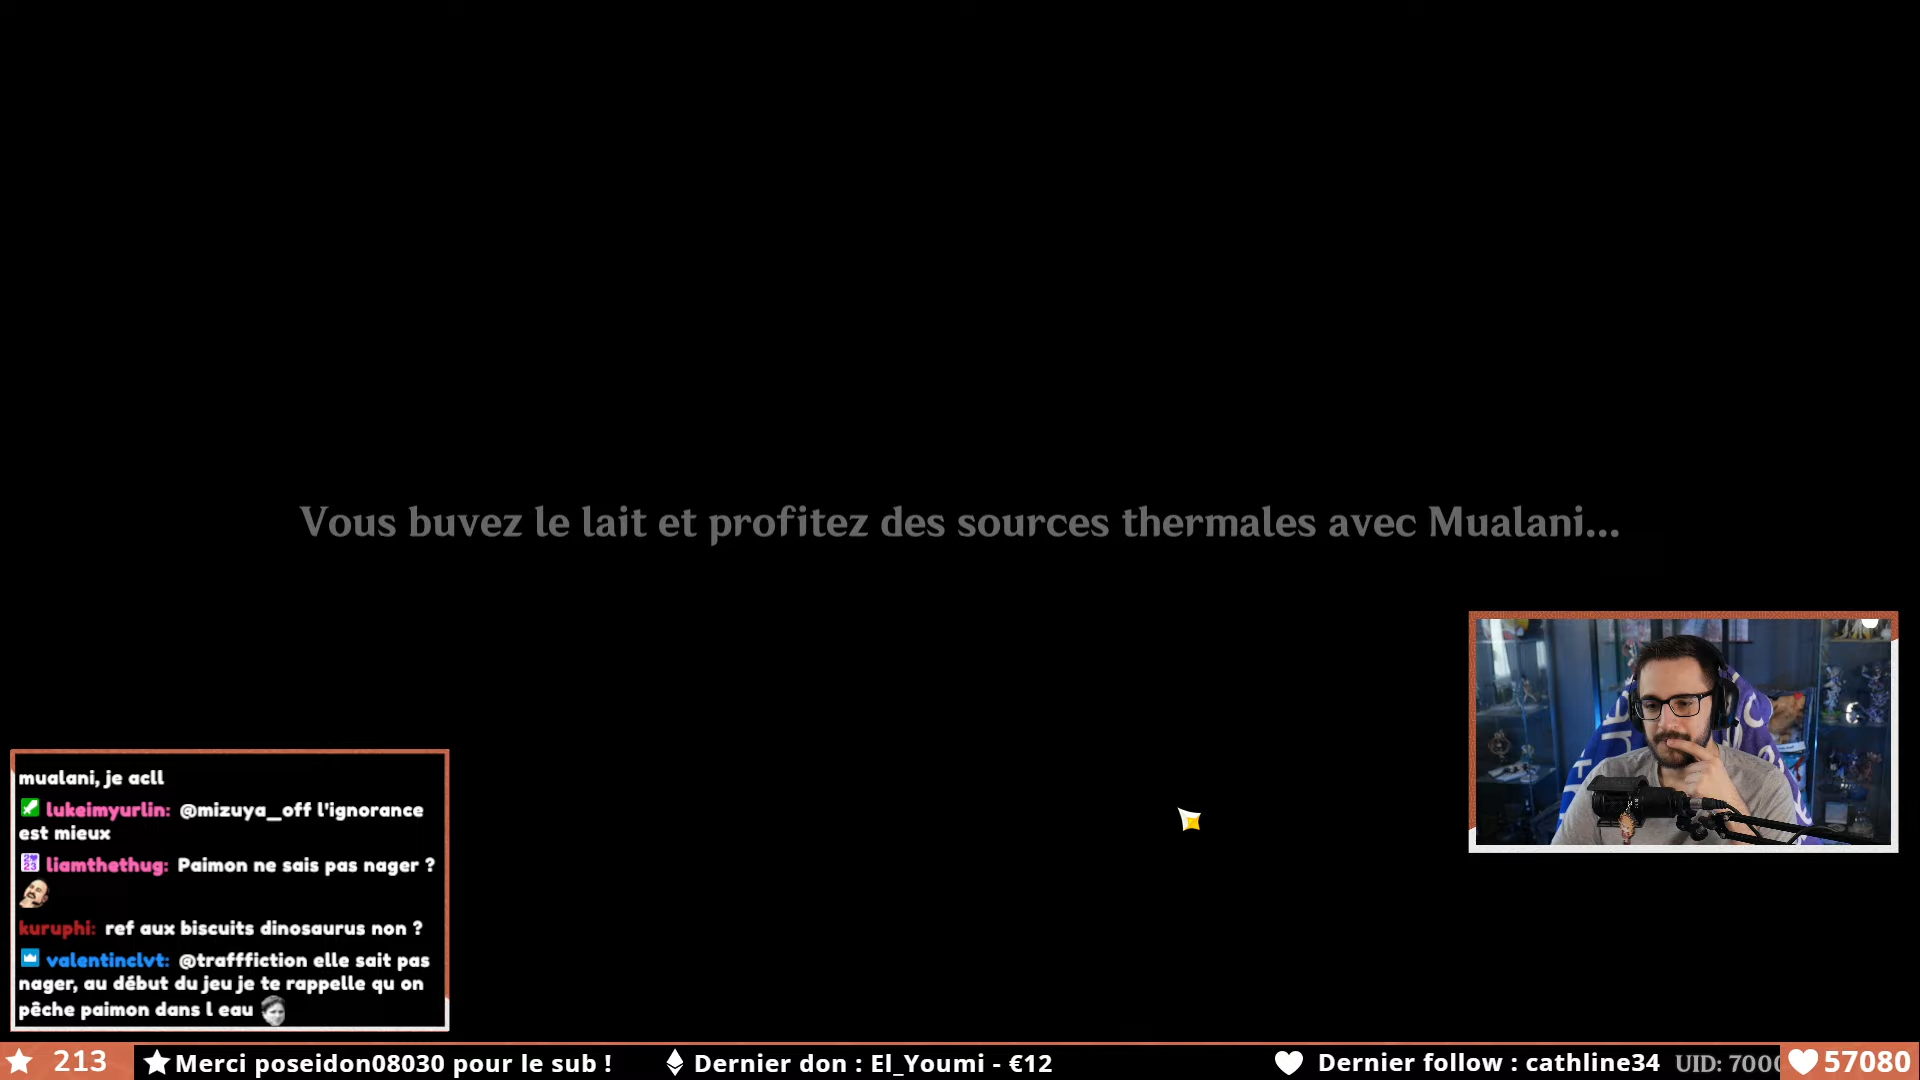 Vous buvez le lait et profitez des sources thermales avec Mualani...
mualani, je acll
lukeimyurlin: @mizuya_off l'ignorance
est mieux
liamthethug: Paimon ne sais pas nager ?
kuruphi: ref aux biscuits dinosaurus non ?
valentinclvt: @trafffiction elle sait pas
nager, au début du jeu je te rappelle qu on
pêche paimon dans l eau
213
Merci poseidon08030 pour le sub !
Dernier don : El_Youmi - €12
Dernier follow : cathline34
UID: 7000
57080